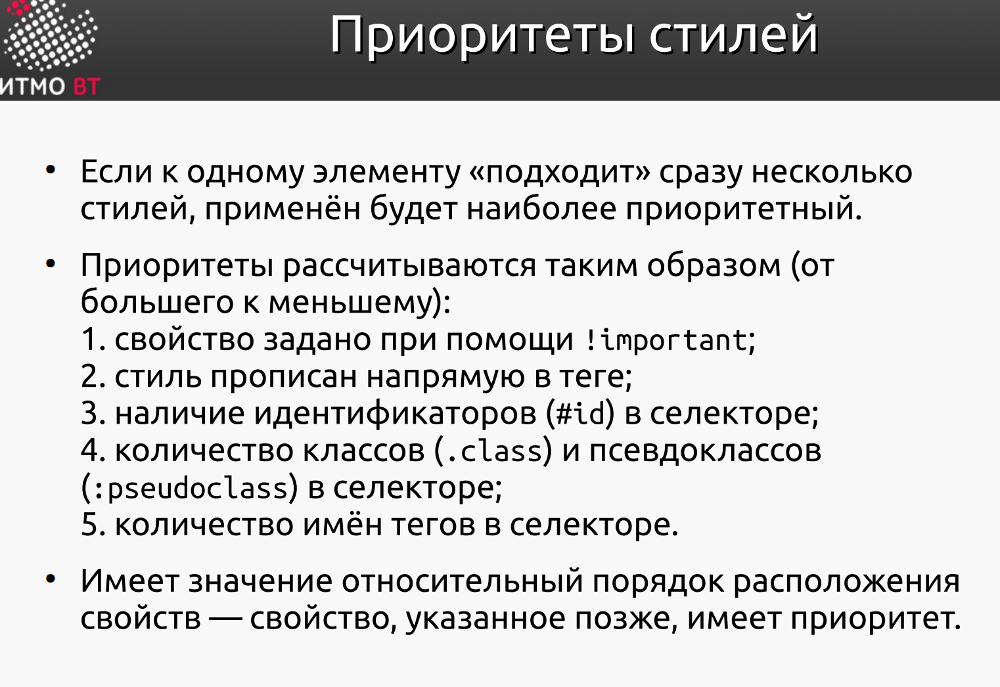 Приоритеты стилей
ИТМО ВТ
• Если к одному элементу «подходит» сразу несколько
стилей, применён будет наиболее приоритетный.
• Приоритеты рассчитываются таким образом (от
большего к меньшему):
1. свойство задано при помощи !important;
2. стиль прописан напрямую в теге;
3. наличие идентификаторов (#id) в селекторе;
4. количество классов (.class) и псевдоклассов
(:pseudoclass) в селекторе;
5. количество имён тегов в селекторе.
• Имеет значение относительный порядок расположения
свойств — свойство, указанное позже, имеет приоритет.